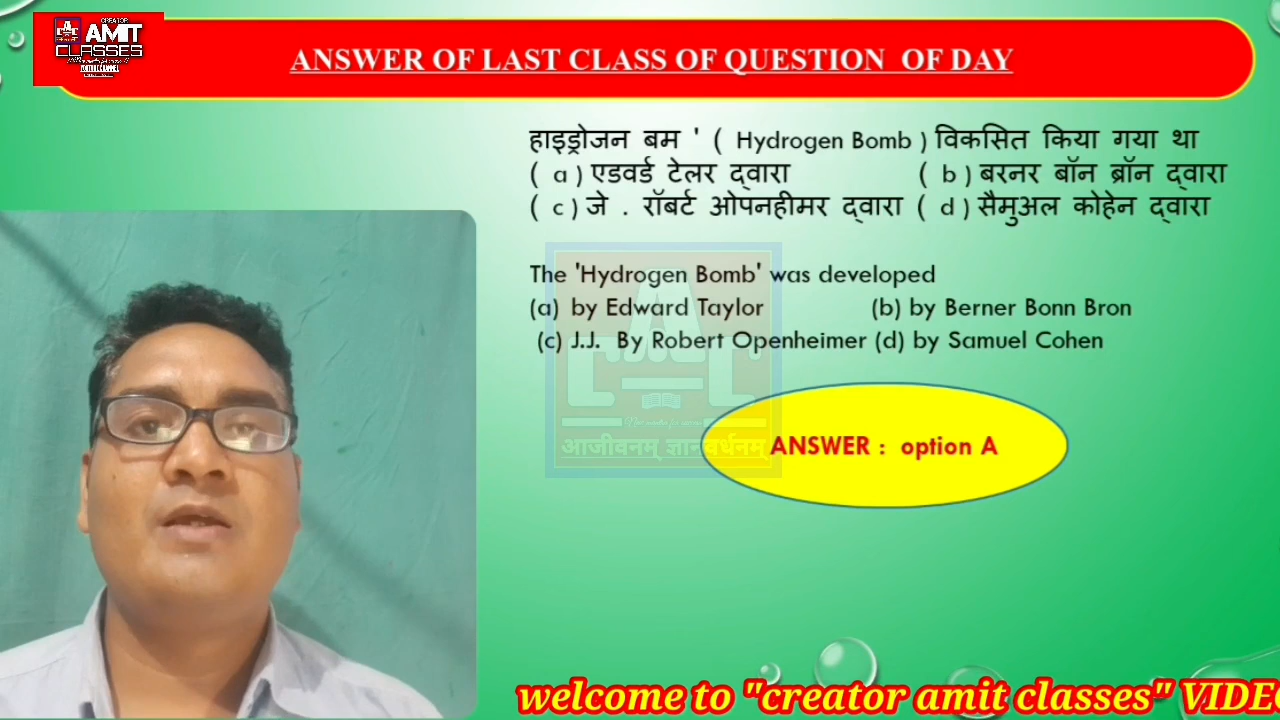 CREATOR
AMIT
CLASSES
ANSWER OF LAST CLASS OF QUESTION OF DAY
हाइड्रोजन बम ' ( Hydrogen Bomb ) विकसित किया गया था
( a ) एडवर्ड टेलर द्वारा ( b ) बरनर बॉन ब्रॉन द्वारा
( c ) जे . रॉबर्ट ओपनहीमर द्वारा ( d ) सैमुअल कोहेन द्वारा
The 'Hydrogen Bomb' was developed
(a) by Edward Taylor (b) by Berner Bonn Bron
(c) J.J. By Robert Openheimer (d) by Samuel Cohen
ANSWER : option A
आजीवनम् ज्ञानवर्धनम्
welcome to "creator amit classes" VIDE